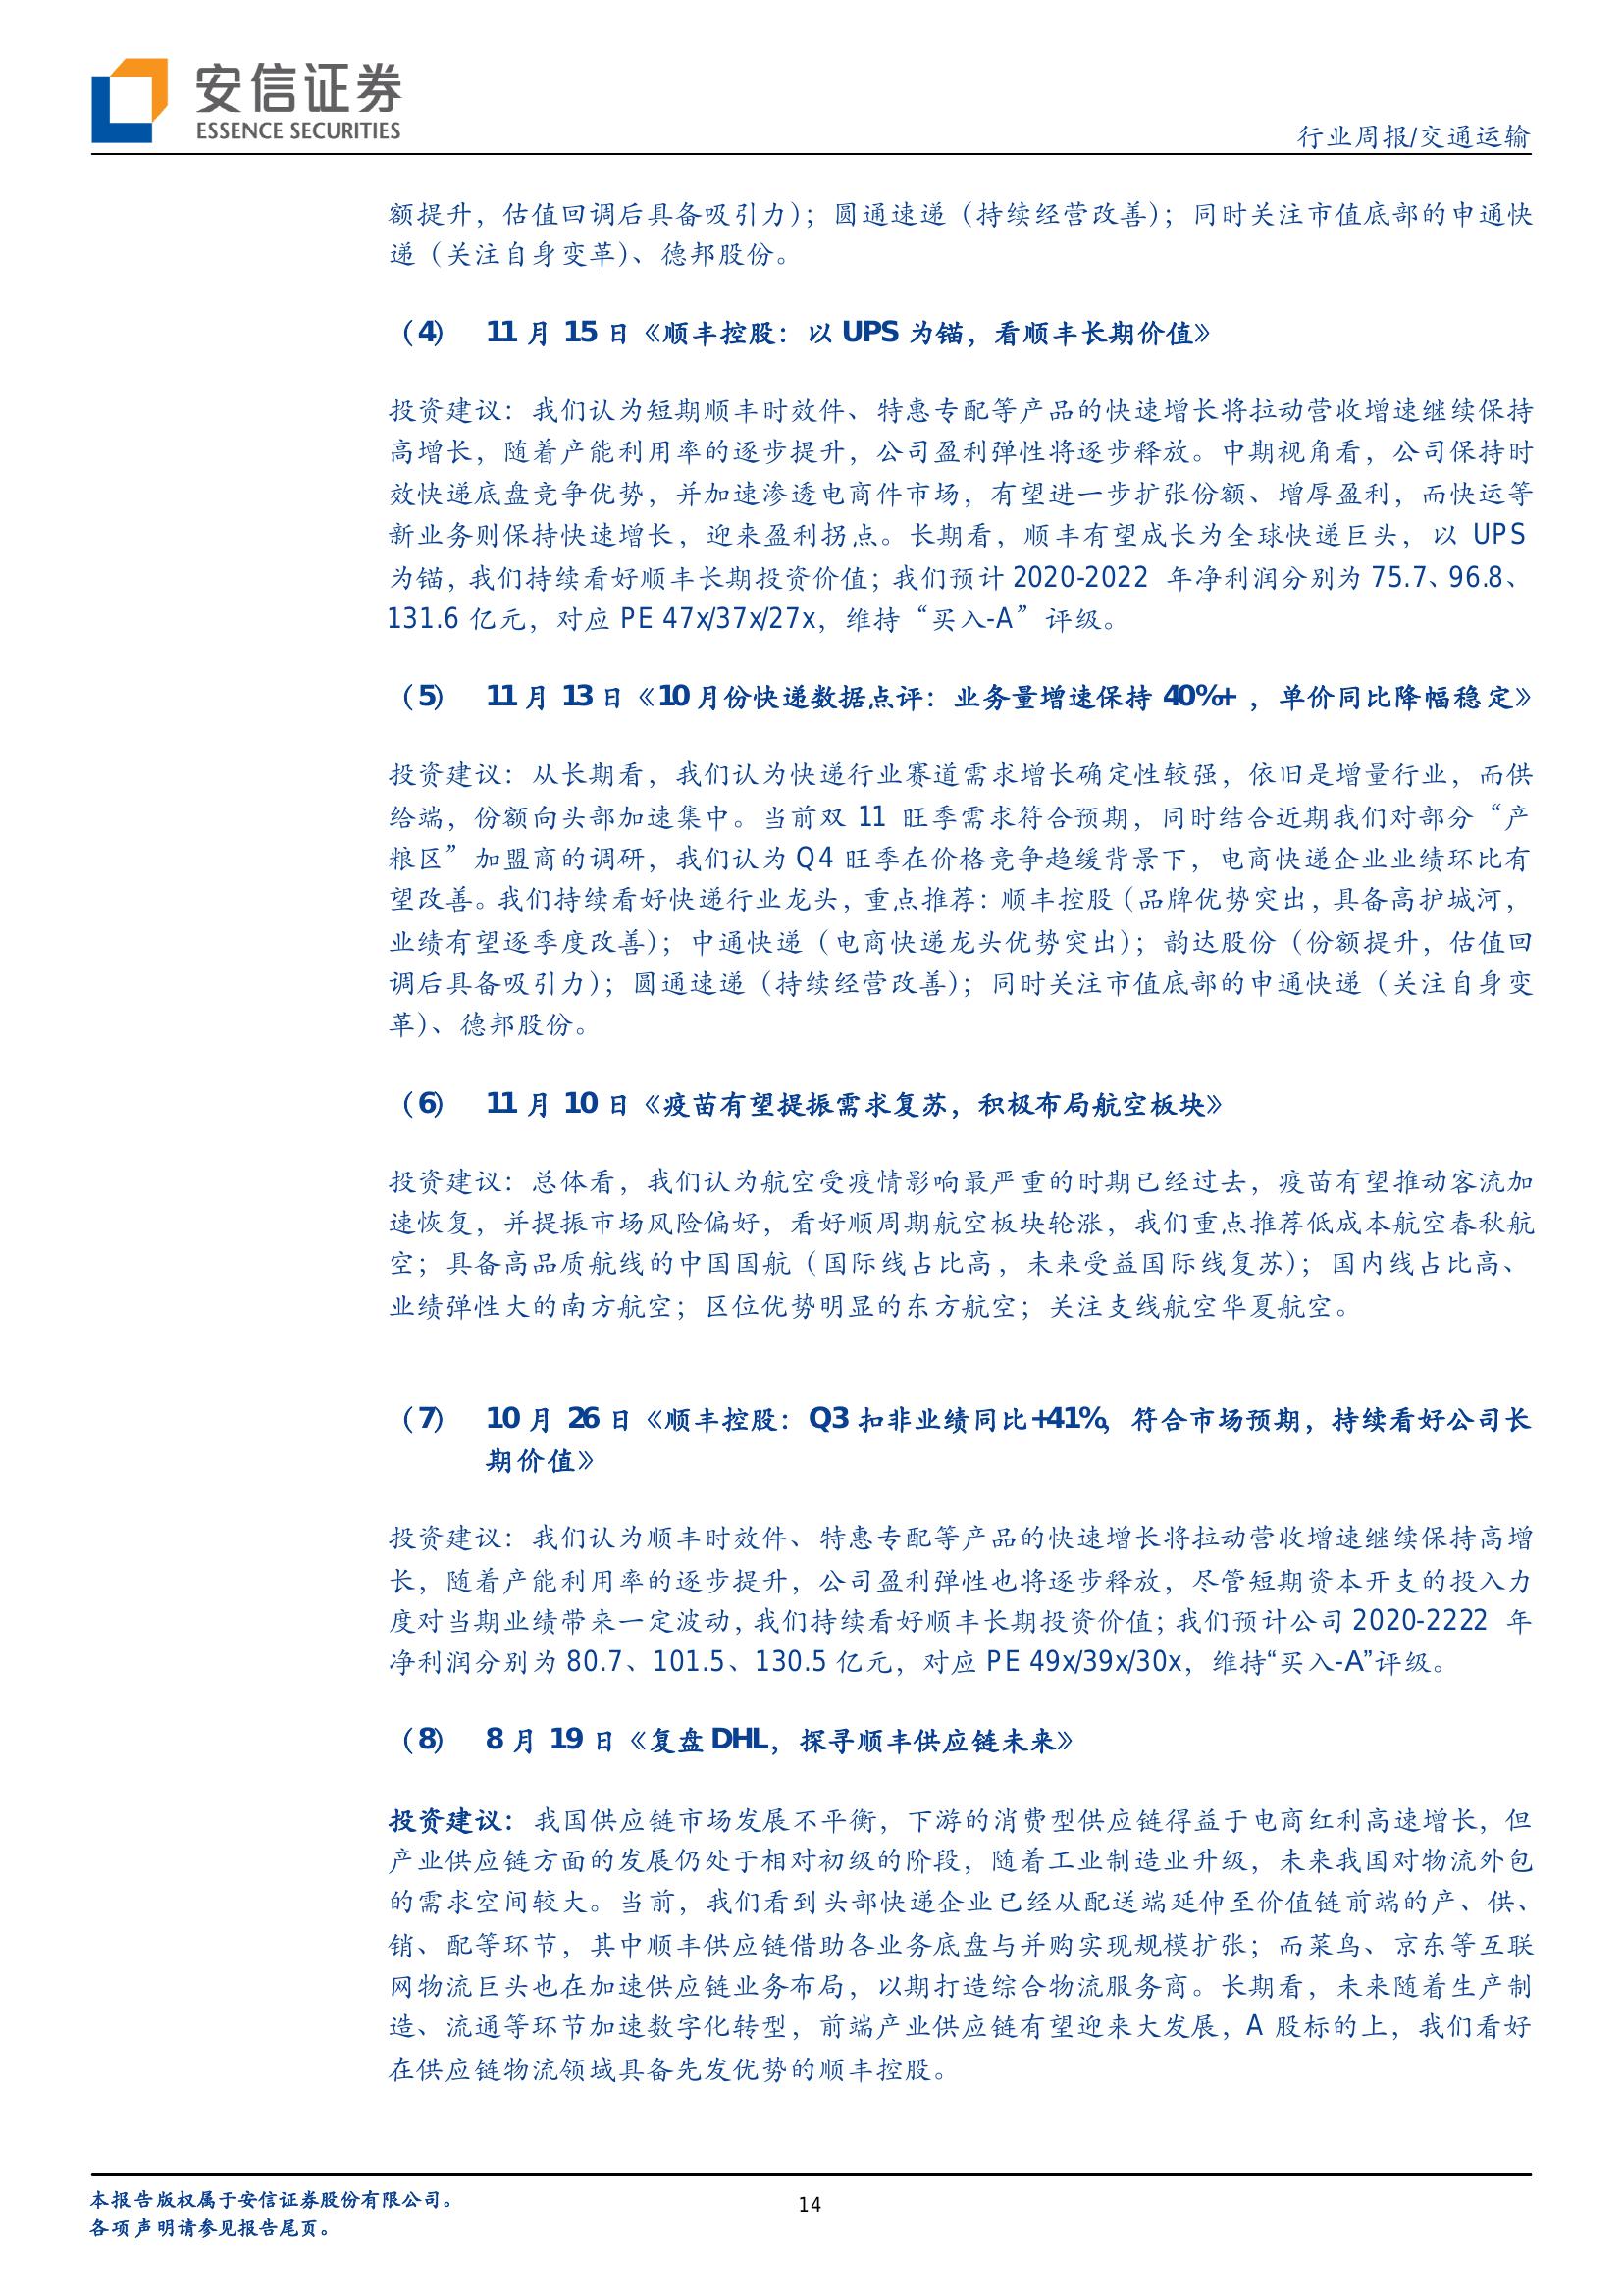 安信证券
ESSENCE SECURITIES
行业周报/交通运输
额提升，估值回调后具备吸引力）；圆通速递（持续经营改善）；同时关注市值底部的申通快
递（关注自身变革）、德邦股份。
（4） 11 月 15 日《顺丰控股：以 UPS 为锚，看顺丰长期价值》
投资建议：我们认为短期顺丰时效件、特惠专配等产品的快速增长将拉动营收增速继续保持
高增长，随着产能利用率的逐步提升，公司盈利弹性将逐步释放。中期视角看，公司保持时
效快递底盘竞争优势，并加速渗透电商件市场，有望进一步扩张份额、增厚盈利，而快运等
新业务则保持快速增长，迎来盈利拐点。长期看，顺丰有望成长为全球快递巨头，以 UPS
为锚，我们持续看好顺丰长期投资价值；我们预计 2020-2022 年净利润分别为 75.7、96.8、
131.6 亿元，对应 PE 47x/37x/27x，维持“买入-A”评级。
（5） 11 月 13 日《10 月份快递数据点评：业务量增速保持 40%+，单价同比降幅稳定》
投资建议：从长期看，我们认为快递行业赛道需求增长确定性较强，依旧是增量行业，而供
给端，份额向头部加速集中。当前双 11 旺季需求符合预期，同时结合近期我们对部分“产
粮区”加盟商的调研，我们认为 Q4 旺季在价格竞争趋缓背景下，电商快递企业业绩环比有
望改善。我们持续看好快递行业龙头，重点推荐：顺丰控股（品牌优势突出，具备高护城河，
业绩有望逐季度改善）；中通快递（电商快递龙头优势突出）；韵达股份（份额提升，估值回
调后具备吸引力）；圆通速递（持续经营改善）；同时关注市值底部的申通快递（关注自身变
革）、德邦股份。
（6） 11 月 10 日《疫苗有望提振需求复苏，积极布局航空板块》
投资建议：总体看，我们认为航空受疫情影响最严重的时期已经过去，疫苗有望推动客流加
速恢复，并提振市场风险偏好，看好顺周期航空板块轮涨，我们重点推荐低成本航空春秋航
空；具备高品质航线的中国国航（国际线占比高，未来受益国际线复苏）；国内线占比高、
业绩弹性大的南方航空；区位优势明显的东方航空；关注支线航空华夏航空。
（7） 10 月 26 日《顺丰控股：Q3 扣非业绩同比+41%，符合市场预期，持续看好公司长
期价值》
投资建议：我们认为顺丰时效件、特惠专配等产品的快速增长将拉动营收增速继续保持高增
长，随着产能利用率的逐步提升，公司盈利弹性也将逐步释放，尽管短期资本开支的投入力
度对当期业绩带来一定波动，我们持续看好顺丰长期投资价值；我们预计公司 2020-2222 年
净利润分别为 80.7、101.5、130.5 亿元，对应 PE 49x/39x/30x，维持“买入-A”评级。
（8） 8 月 19 日《复盘 DHL，探寻顺丰供应链未来》
投资建议：我国供应链市场发展不平衡，下游的消费型供应链得益于电商红利高速增长，但
产业供应链方面的发展仍处于相对初级的阶段，随着工业制造业升级，未来我国对物流外包
的需求空间较大。当前，我们看到头部快递企业已经从配送端延伸至价值链前端的产、供、
销、配等环节，其中顺丰供应链借助各业务底盘与并购实现规模扩张；而菜鸟、京东等互联
网物流巨头也在加速供应链业务布局，以期打造综合物流服务商。长期看，未来随着生产制
造、流通等环节加速数字化转型，前端产业供应链有望迎来大发展，A 股标的上，我们看好
在供应链物流领域具备先发优势的顺丰控股。
本报告版权属于安信证券股份有限公司。
14
各项声明请参见报告尾页。